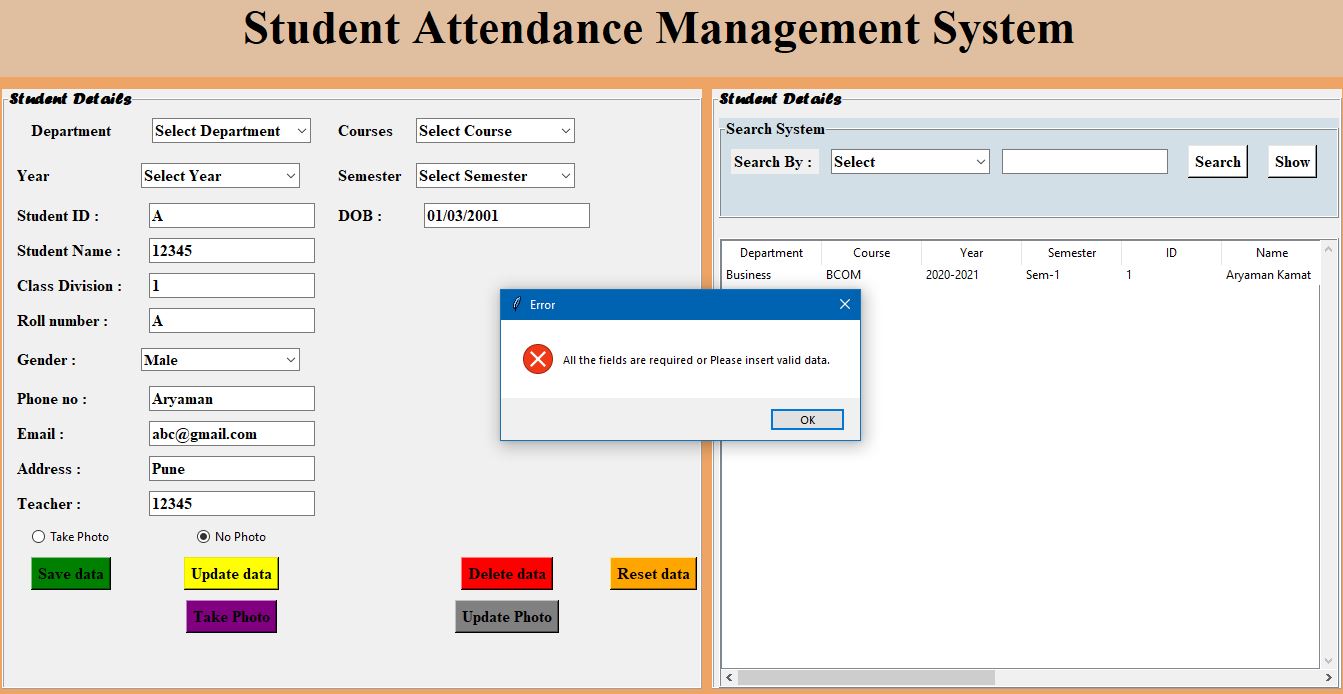 Student Attendance Management System
Student Details
Department Select Department Courses Select Course
Year Select Year Semester Select Semester
Student ID : A DOB : 01/03/2001
Student Name : 12345
Class Division : 1
Roll number : A
Gender : Male
Phone no : Aryaman
Email : abc@gmail.com
Address : Pune
Teacher : 12345
Take Photo No Photo
Save data Update data Delete data Reset data
Take Photo Update Photo
Student Details
Search System
Search By : Select Search Show
Department Course Year Semester ID Name
Business BCOM 2020-2021 Sem-1 1 Aryaman Kamat
Error
All the fields are required or Please insert valid data.
OK